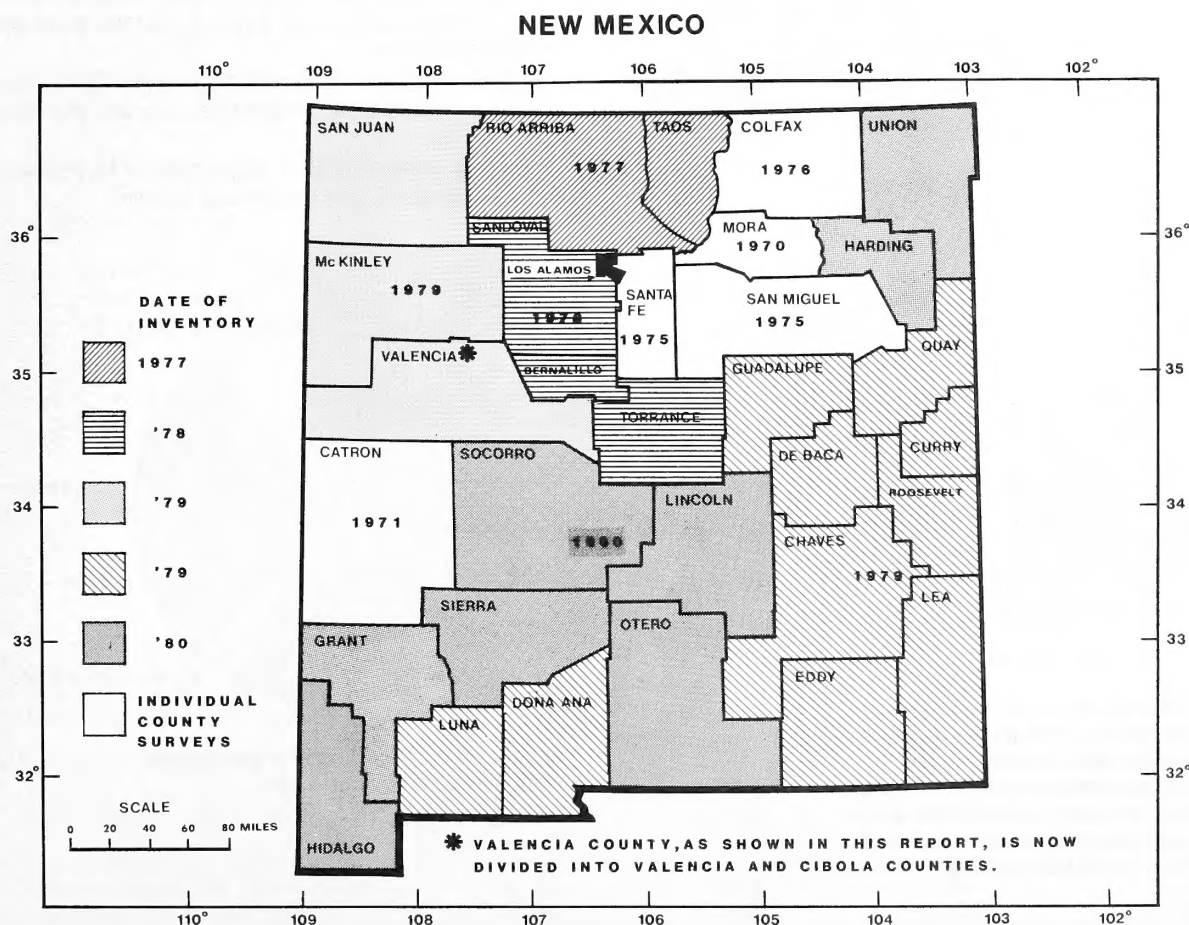 NEW MEXICO
110° 109 108 107 106 105 104 103 102°
SAN JUAN
RIO ARRIBA
TAOS
COLFAX
UNION
1977
1976
SANDOVAL
MORA
1970
HARDING
36°
36°
Mc KINLEY
1979
LOS ALAMOS
SANTA
FE
1975
SAN MIGUEL
1975
1978
DATE OF
INVENTORY
1977
'78
'79
'79
'80
INDIVIDUAL
COUNTY
SURVEYS
VALENCIA*
BERNALILLO
GUADALUPE
QUAY
35°
35
TORRANCE
CATRON
SOCORRO
DE BACA
CURRY
ROOSEVELT
34
34
LINCOLN
1971
CHAVES
1979
LEA
SIERRA
OTERO
GRANT
33
33
EDDY
LUNA
DONA ANA
32°
32°
SCALE
0 20 40 60 80 MILES
HIDALGO
* VALENCIA COUNTY, AS SHOWN IN THIS REPORT, IS NOW
DIVIDED INTO VALENCIA AND CIBOLA COUNTIES.
110° 109 108 107 106 105 104 103 102°